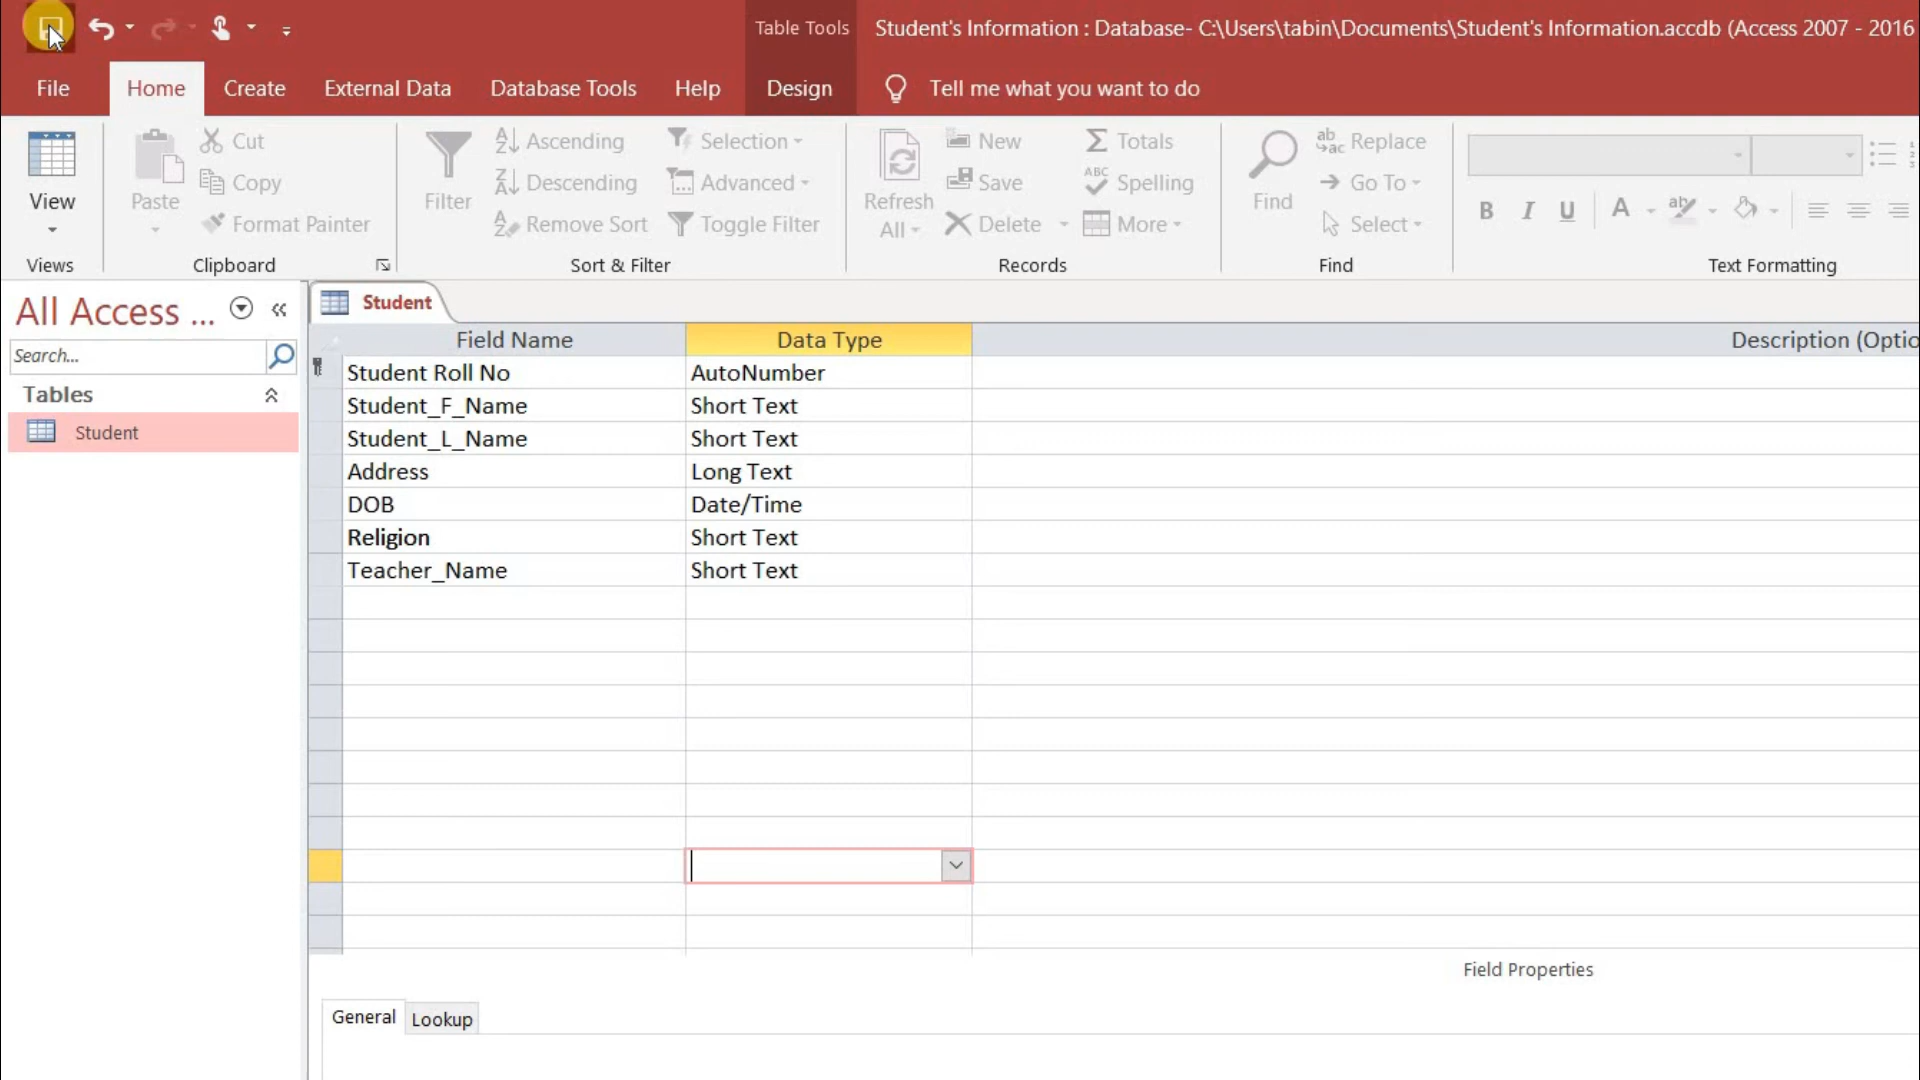 Table Tools
Student's Information : Database- C:\Users\tabin\Documents\Student's Information.accdb (Access 2007 - 2016
File
Home
Create
External Data
Database Tools
Help
Design
Tell me what you want to do
View
Paste
Cut
Copy
Format Painter
Filter
Ascending
Descending
Remove Sort
Selection
Advanced
Toggle Filter
Refresh
All
New
Save
Delete
Totals
Spelling
More
Find
Replace
Go To
Select
B I U A
Views
Clipboard
Sort & Filter
Records
Find
Text Formatting
All Access ...
Search...
Tables
Student
Student
Field Name Data Type Description (Optio
Student Roll No AutoNumber
Student_F_Name Short Text
Student_L_Name Short Text
Address Long Text
DOB Date/Time
Religion Short Text
Teacher_Name Short Text
Field Properties
General Lookup